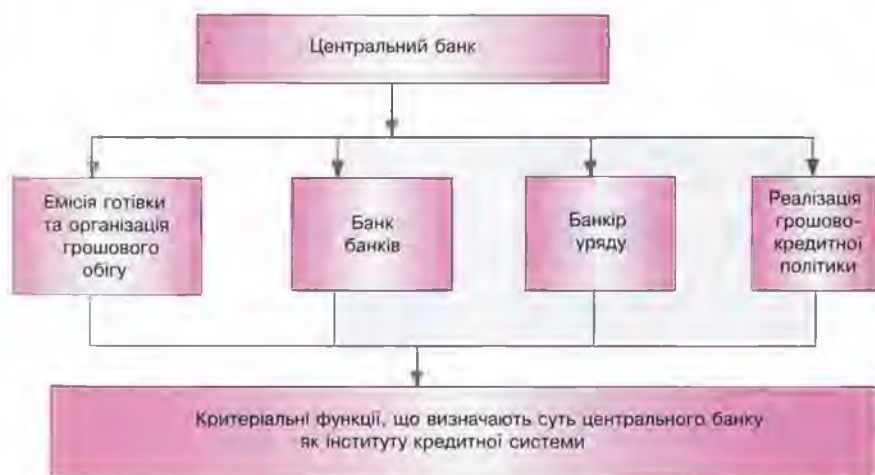 Центральний банк
Емісія готівки
та організація
грошового
обігу
Банк
банків
Банкір
уряду
Реалізація
грошово-
кредитної
політики
Критеріальні функції, що визначають суть центрального банку
як інституту кредитної системи